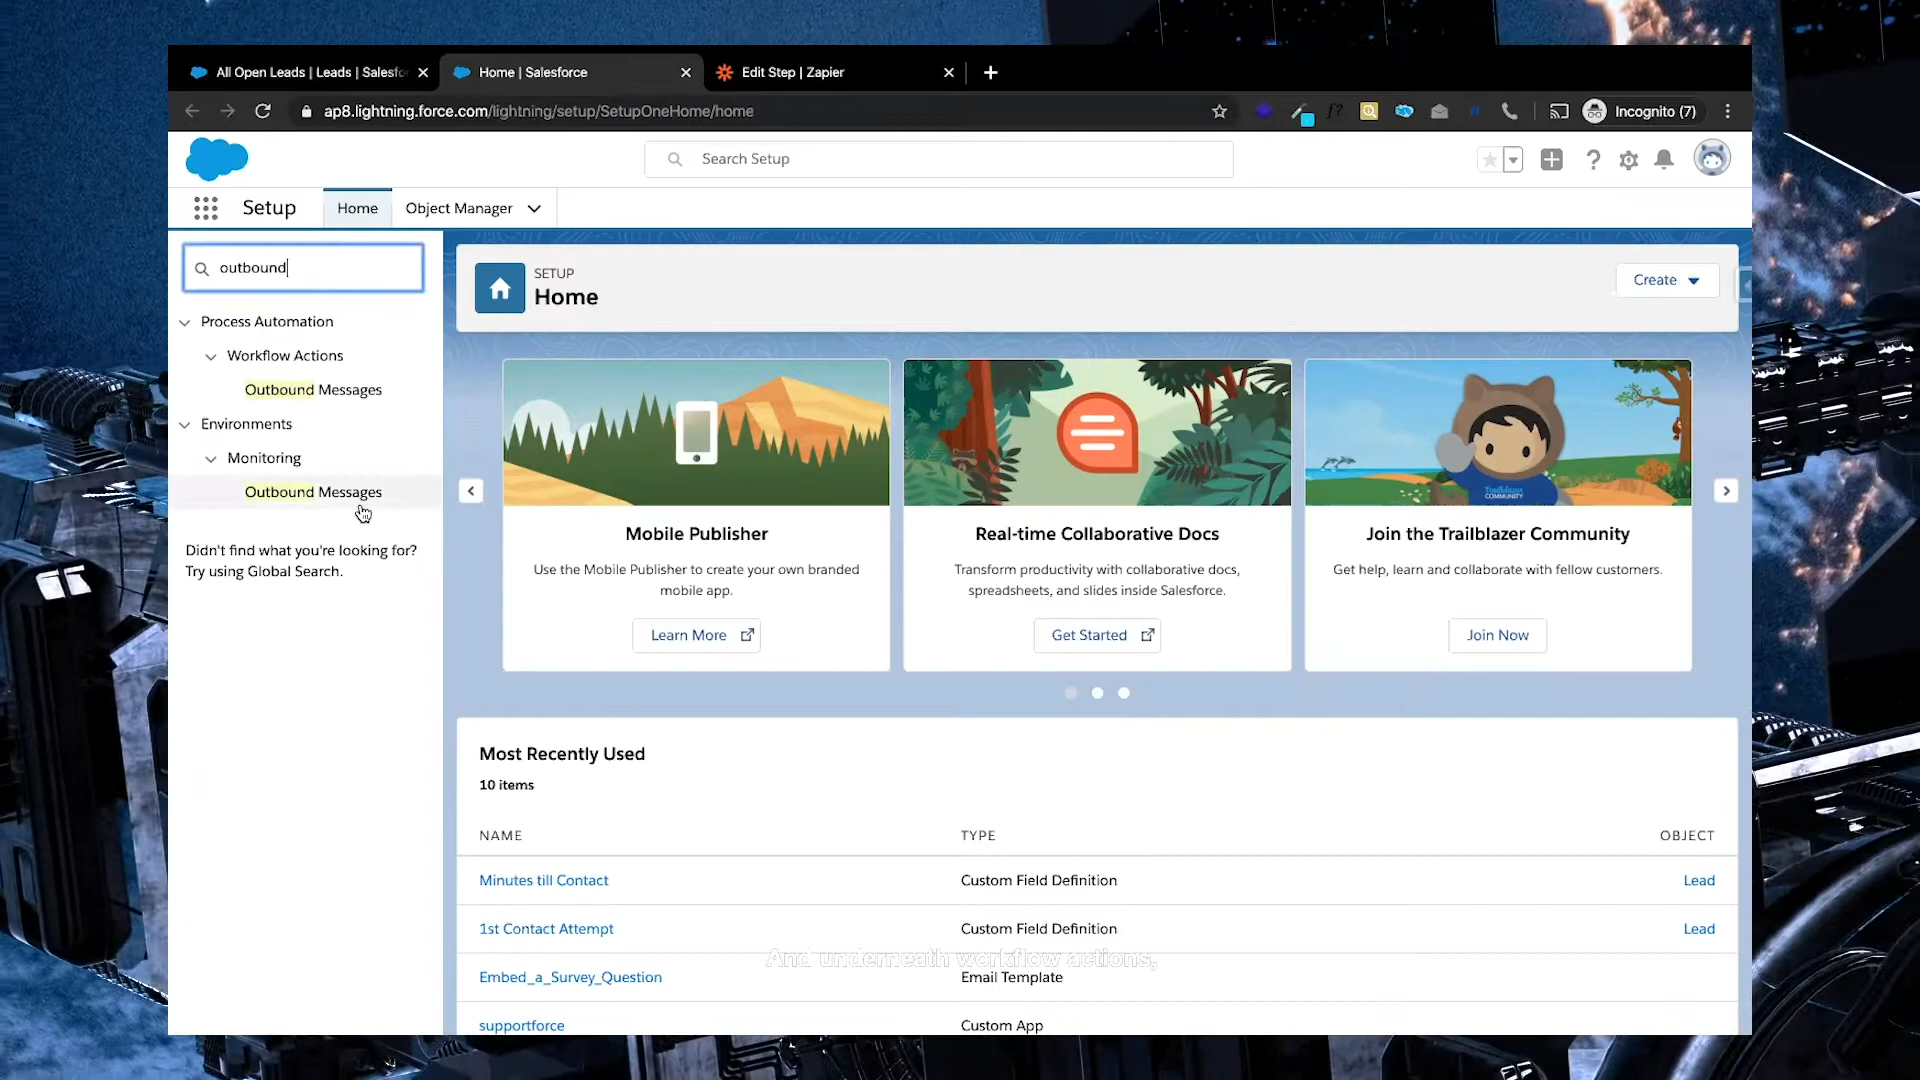 All Open Leads | Leads | Salesfo
Home | Salesforce
Edit Step | Zapier
ap8.lightning.force.com/lightning/setup/SetupOneHome/home
Incognito (7)
Search Setup
Setup
Home
Object Manager
outbound
Process Automation
Workflow Actions
Outbound Messages
Environments
Monitoring
Outbound Messages
Didn't find what you're looking for?
Try using Global Search.
SETUP
Home
Create
Mobile Publisher
Use the Mobile Publisher to create your own branded
mobile app.
Learn More
Real-time Collaborative Docs
Transform productivity with collaborative docs,
spreadsheets, and slides inside Salesforce.
Get Started
Trailblazer
COMMUNITY
Join the Trailblazer Community
Get help, learn and collaborate with fellow customers.
Join Now
Most Recently Used
10 items
NAME TYPE OBJECT
Minutes till Contact Custom Field Definition Lead
1st Contact Attempt Custom Field Definition Lead
And underneath workflow actions,
Embed_a_Survey_Question Email Template
supportforce Custom App